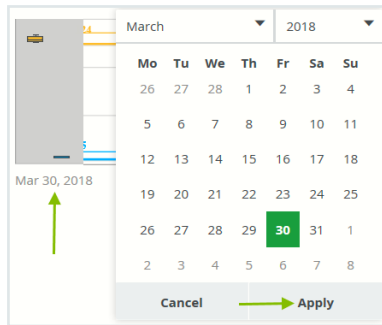 March 2018
Mo Tu We Th Fr Sa Su
26 27 28 1 2 3 4
5 6 7 8 9 10 11
12 13 14 15 16 17 18
19 20 21 22 23 24 25
26 27 28 29 30 31 1
2 3 4 5 6 7 8
Cancel Apply
Mar 30, 2018